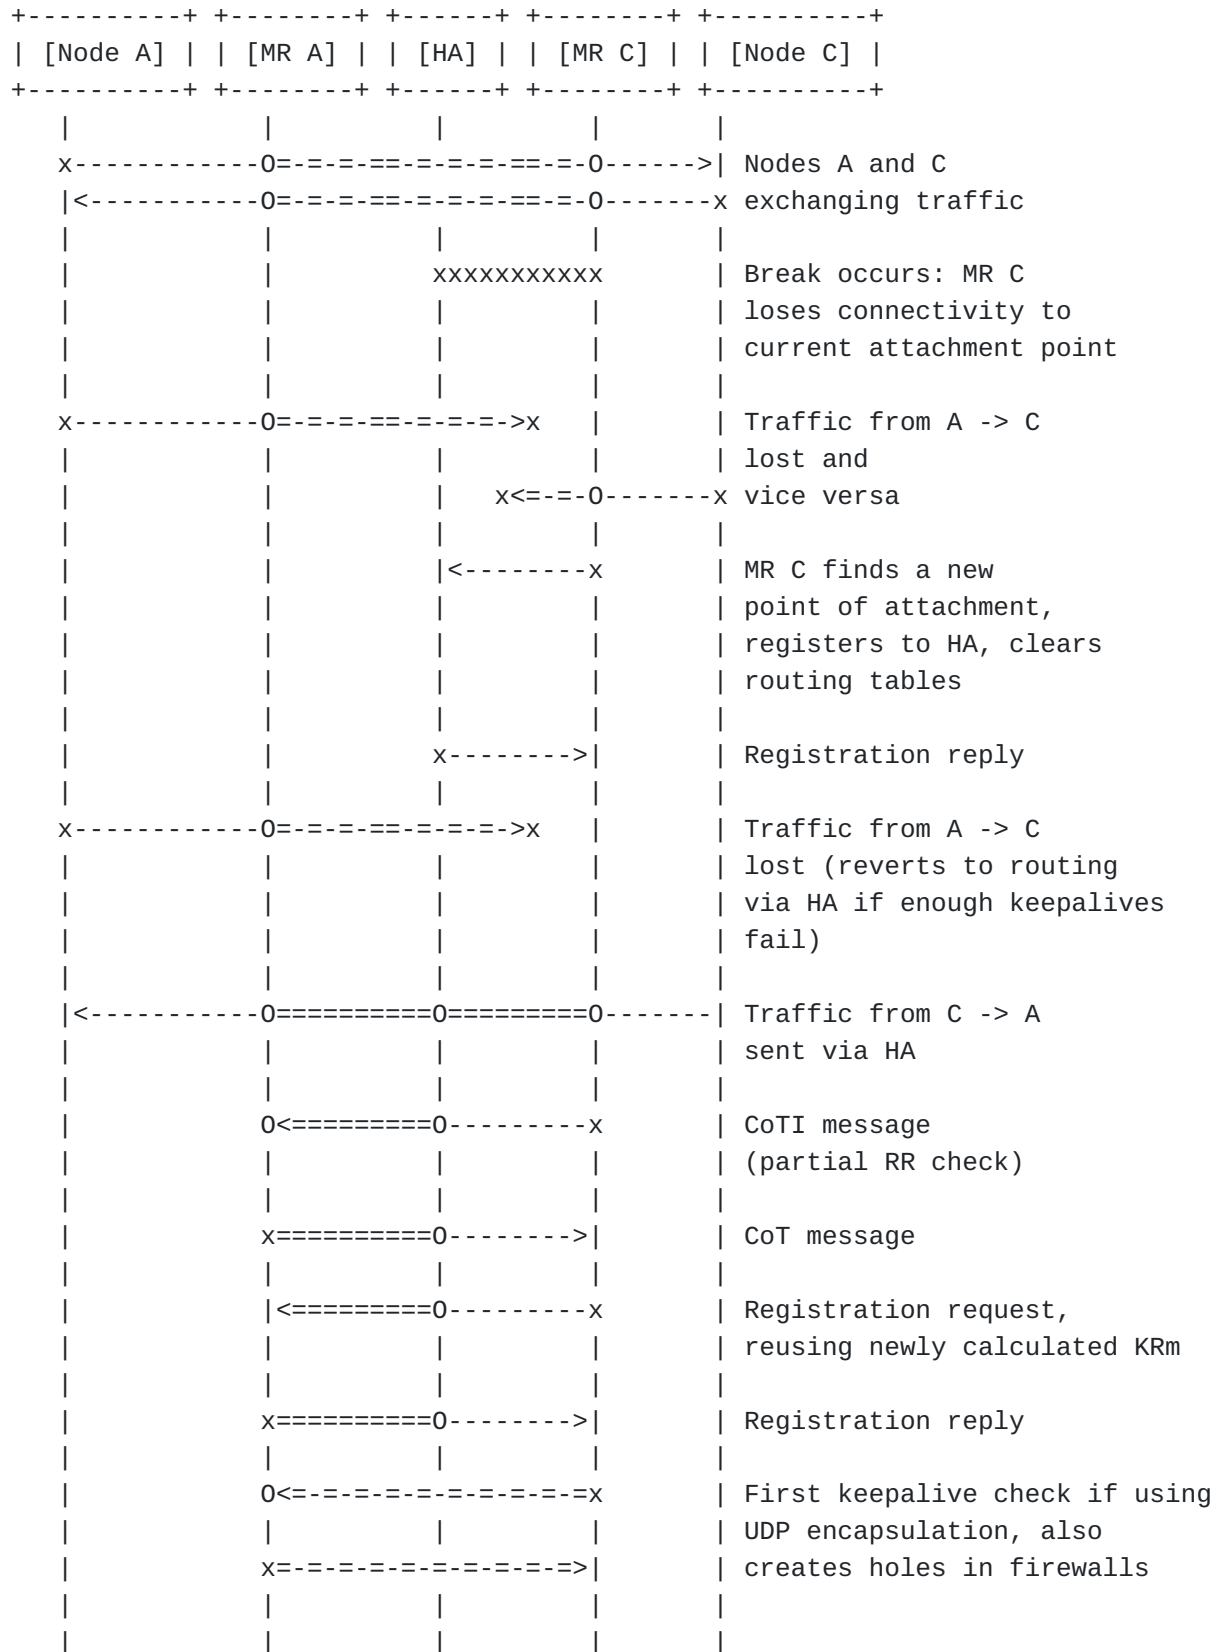 +----------+ +--------+ +------+ +--------+ +----------+
| [Node A] | | [MR A] | | [HA] | | [MR C] | | [Node C] |
+----------+ +--------+ +------+ +--------+ +----------+
   |            |          |         |       |
   x------------O=-=-=-==-=-=-=-==-=-O------>| Nodes A and C
   |<-----------O=-=-=-==-=-=-=-==-=-O-------x exchanging traffic
   |            |          |         |       |
   |            |          xxxxxxxxxxx       | Break occurs: MR C
   |            |          |         |       | loses connectivity to
   |            |          |         |       | current attachment point
   |            |          |         |       |
   x------------O=-=-=-==-=-=-=->x   |       | Traffic from A -> C
   |            |          |         |       | lost and
   |            |          |   x<=-=-O-------x vice versa
   |            |          |         |       |
   |            |          |<--------x       | MR C finds a new
   |            |          |         |       | point of attachment,
   |            |          |         |       | registers to HA, clears
   |            |          |         |       | routing tables
   |            |          |         |       |
   |            |          x-------->|       | Registration reply
   |            |          |         |       |
   x------------O=-=-=-==-=-=-=->x   |       | Traffic from A -> C
   |            |          |         |       | lost (reverts to routing
   |            |          |         |       | via HA if enough keepalives
   |            |          |         |       | fail)
   |            |          |         |       |
   |<-----------O==========O=========O-------| Traffic from C -> A
   |            |          |         |       | sent via HA
   |            |          |         |       |
   |            O<=========O---------x       | CoTI message
   |            |          |         |       | (partial RR check)
   |            |          |         |       |
   |            x==========O-------->|       | CoT message
   |            |          |         |       |
   |            |<=========O---------x       | Registration request,
   |            |          |         |       | reusing newly calculated KRm
   |            |          |         |       |
   |            x==========O-------->|       | Registration reply
   |            |          |         |       |
   |            O<=-=-=-=-=-=-=-=-=-=x       | First keepalive check if using
   |            |          |         |       | UDP encapsulation, also
   |            x=-=-=-=-=-=-=-=-=-=>|       | creates holes in firewalls
   |            |          |         |       |
   |            |          |         |       |